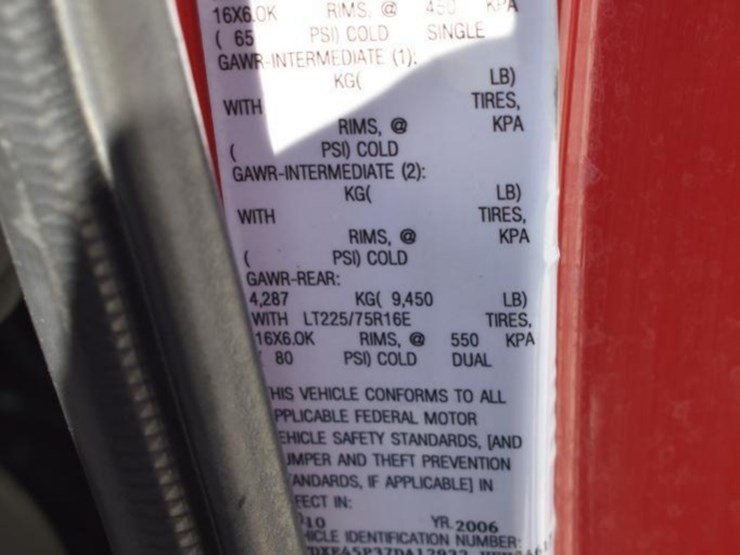 16X6.0K RIMS, @ 450 KPA
( 65 PSI) COLD SINGLE
GAWR-INTERMEDIATE (1):
KG( LB)
WITH TIRES,
RIMS, @ KPA
( PSI) COLD
GAWR-INTERMEDIATE (2):
KG( LB)
WITH TIRES,
RIMS, @ KPA
( PSI) COLD
GAWR-REAR:
4,287 KG( 9,450 LB)
WITH LT225/75R16E TIRES,
16X6.0K RIMS, @ 550 KPA
80 PSI) COLD DUAL
HIS VEHICLE CONFORMS TO ALL
PPLICABLE FEDERAL MOTOR
EHICLE SAFETY STANDARDS, [AND
UMPER AND THEFT PREVENTION
TANDARDS, IF APPLICABLE] IN
FECT IN:
10 YR. 2006
HICLE IDENTIFICATION NUMBER: